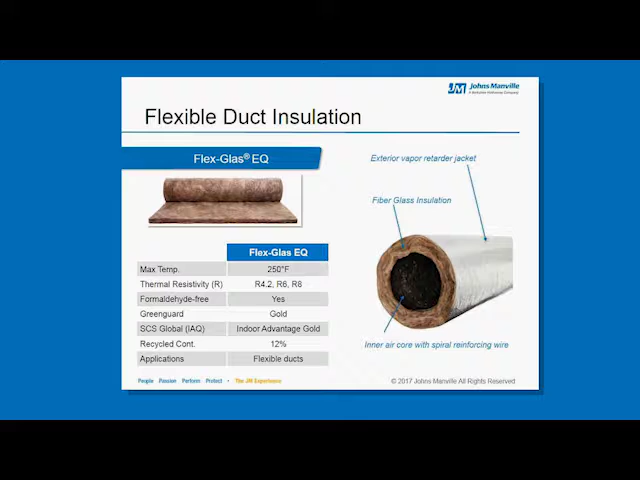 JM Johns Manville
A Berkshire Hathaway Company
Flexible Duct Insulation
Flex-Glas® EQ
Exterior vapor retarder jacket
Fiber Glass Insulation
Flex-Glas EQ
Max Temp. 250°F
Thermal Resistivity (R) R4.2, R6, R8
Formaldehyde-free Yes
Greenguard Gold
SCS Global (IAQ) Indoor Advantage Gold
Recycled Cont. 12%
Applications Flexible ducts
Inner air core with spiral reinforcing wire
People Passion Perform Protect • The JM Experience
© 2017 Johns Manville All Rights Reserved